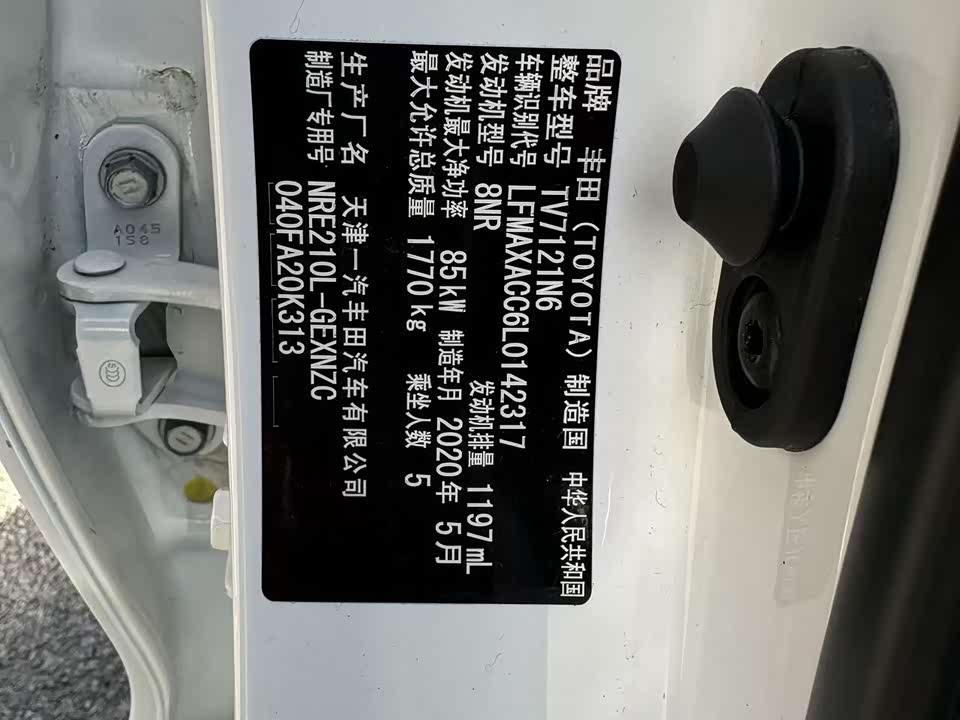 品牌 丰田（TOYOTA） 制造国 中华人民共和国
整车型号 TV7121N6
车辆识别代号 LFMAXACC6L0142317
发动机型号 8NR 发动机排量 1197mL
发动机最大净功率 85kW 制造年月 2020年 5月
最大允许总质量 1770kg 乘坐人数 5
生产厂名 天津一汽丰田汽车有限公司
制造厂专用号 NRE210L-GEXNZC
040FA20K313
A045
1S8